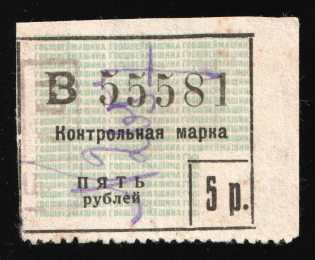 В 55581
Контрольная марка
ПЯТЬ
рублей
5 р.